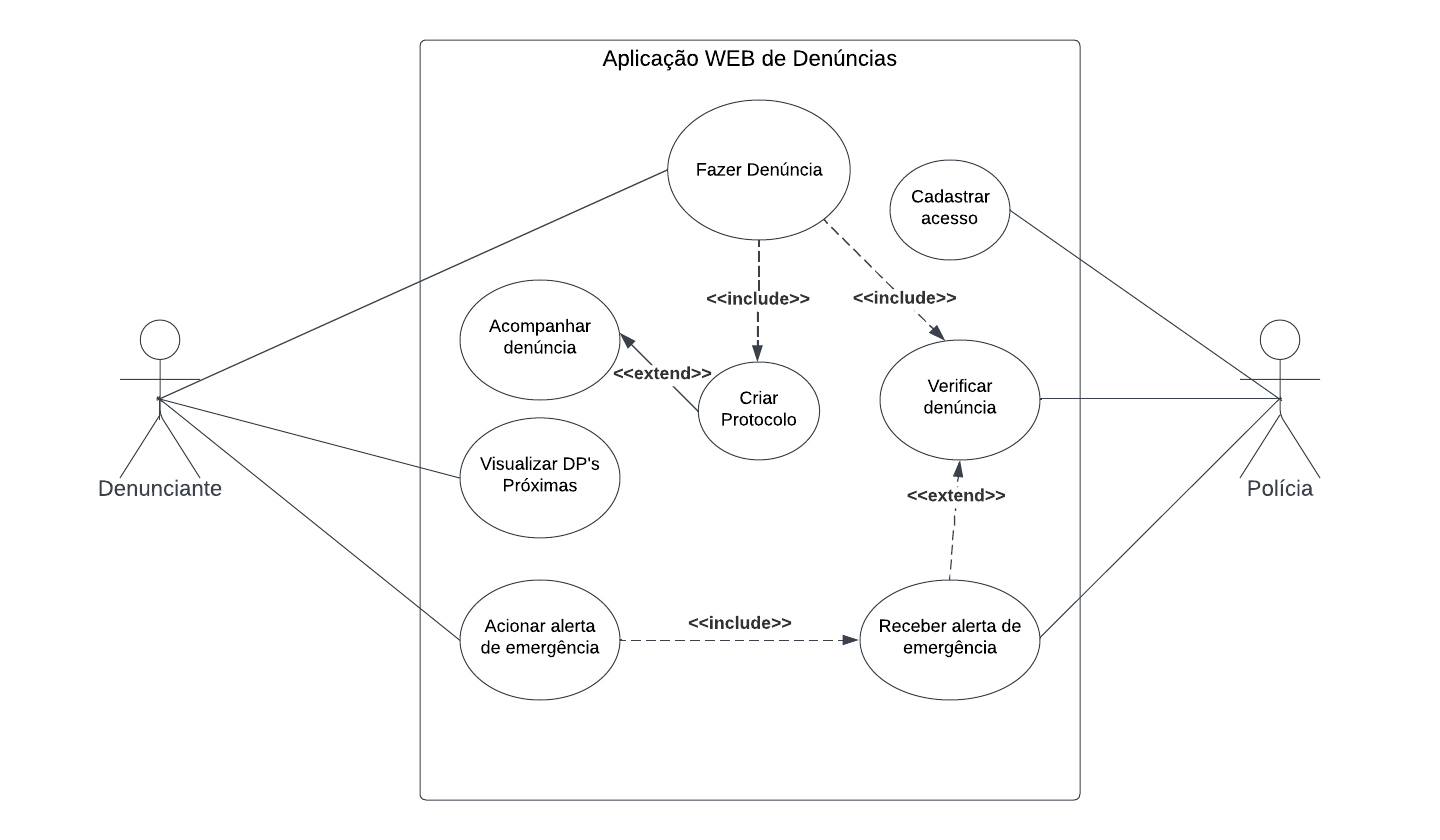 Aplicação WEB de Denúncias
Fazer Denúncia
Cadastrar
acesso
<<include>>
<<include>>
Acompanhar
denúncia
<<extend>>
Criar
Protocolo
Verificar
denúncia
Visualizar DP's
Próximas
Denunciante
Polícia
<<extend>>
Acionar alerta
de emergência
<<include>>
Receber alerta de
emergência